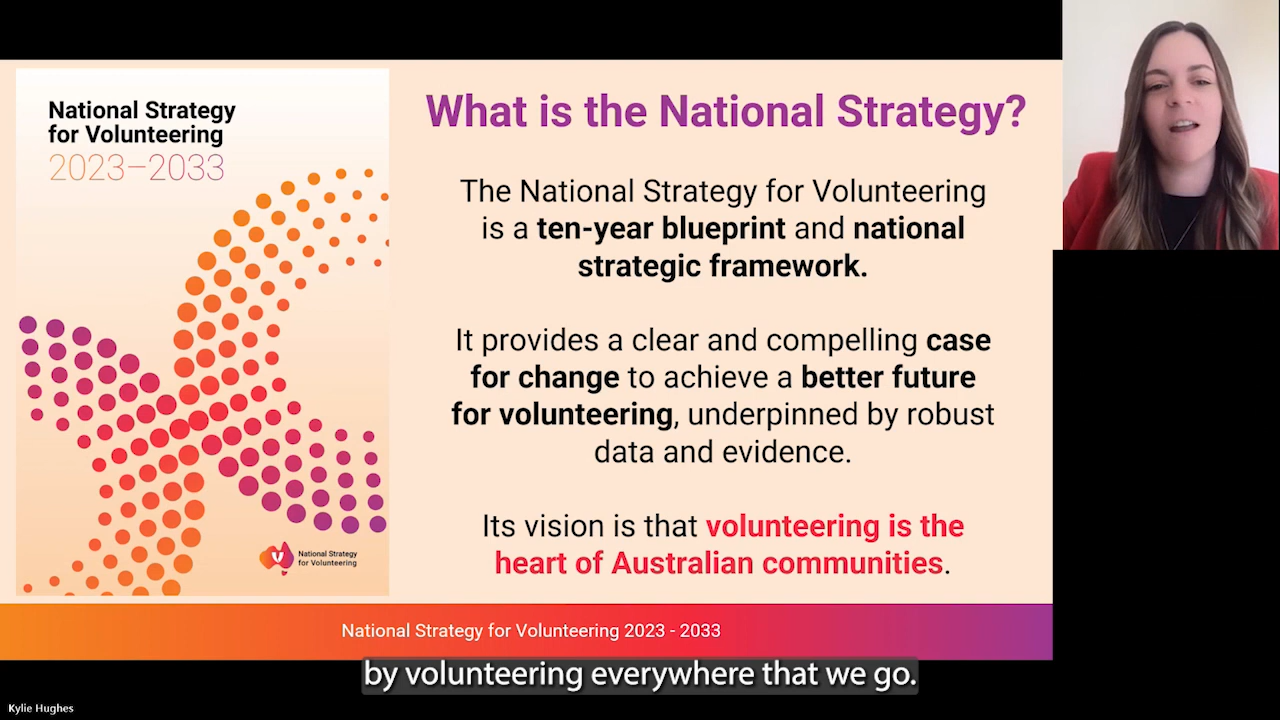 National Strategy
for Volunteering
2023–2033
National Strategy
for Volunteering
What is the National Strategy?
The National Strategy for Volunteering
is a ten-year blueprint and national
strategic framework.
It provides a clear and compelling case
for change to achieve a better future
for volunteering, underpinned by robust
data and evidence.
Its vision is that volunteering is the
heart of Australian communities.
National Strategy for Volunteering 2023 - 2033
by volunteering everywhere that we go.
Kylie Hughes